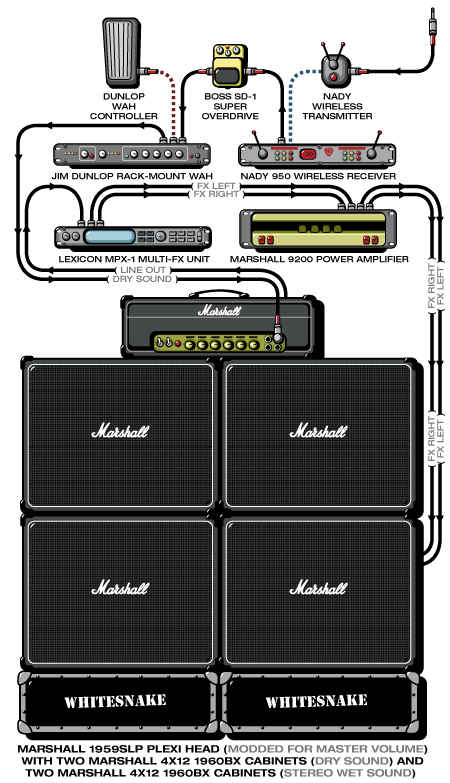 DUNLOP
WAH
CONTROLLER
BOSS SD-1
SUPER
OVERDRIVE
NADY
WIRELESS
TRANSMITTER
JIM DUNLOP RACK-MOUNT WAH
NADY 950 WIRELESS RECEIVER
FX LEFT
FX RIGHT
LEXICON MPX-1 MULTI-FX UNIT
MARSHALL 9200 POWER AMPLIFIER
LINE OUT
DRY SOUND
FX RIGHT
FX LEFT
Marshall
FX RIGHT
FX LEFT
Marshall
Marshall
Marshall
Marshall
WHITESNAKE
WHITESNAKE
MARSHALL 1959SLP PLEXI HEAD (MODDED FOR MASTER VOLUME)
WITH TWO MARSHALL 4X12 1960BX CABINETS (DRY SOUND) AND
TWO MARSHALL 4X12 1960BX CABINETS (STEREO WET SOUND)